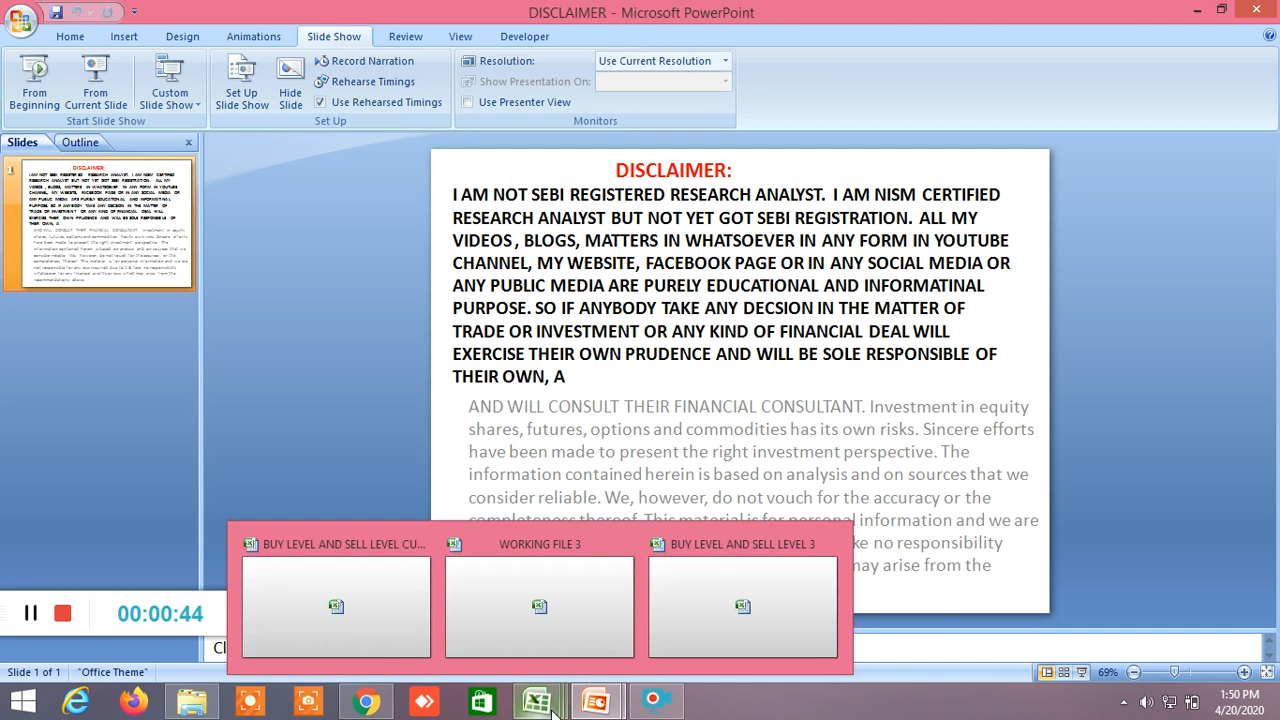 DISCLAIMER - Microsoft PowerPoint
Home Insert Design Animations Slide Show Review View Developer
From Beginning
From Current Slide
Custom Slide Show
Start Slide Show
Set Up Slide Show
Hide Slide
Record Narration
Rehearse Timings
Use Rehearsed Timings
Set Up
Resolution: Use Current Resolution
Show Presentation On:
Use Presenter View
Monitors
Slides Outline
1
DISCLAIMER:
I AM NOT SEBI REGISTERED RESEARCH ANALYST. I AM NISM CERTIFIED
RESEARCH ANALYST BUT NOT YET GOT SEBI REGISTRATION. ALL MY
VIDEOS, BLOGS, MATTERS IN WHATSOEVER IN ANY FORM IN YOUTUBE
CHANNEL, MY WEBSITE, FACEBOOK PAGE OR IN ANY SOCIAL MEDIA OR
ANY PUBLIC MEDIA ARE PURELY EDUCATIONAL AND INFORMATINAL
PURPOSE. SO IF ANYBODY TAKE ANY DECSION IN THE MATTER OF
TRADE OR INVESTMENT OR ANY KIND OF FINANCIAL DEAL WILL
EXERCISE THEIR OWN PRUDENCE AND WILL BE SOLE RESPONSIBLE OF
THEIR OWN, A
AND WILL CONSULT THEIR FINANCIAL CONSULTANT. Investment in equity
shares, futures, options and commodities has its own risks. Sincere efforts
have been made to present the right investment perspective. The
information contained herein is based on analysis and on sources that we
consider reliable. We, however, do not vouch for the accuracy or the
completeness thereof. This material is for personal information and we are
ke no responsibility
may arise from the
BUY LEVEL AND SELL LEVEL CU...
WORKING FILE 3
BUY LEVEL AND SELL LEVEL 3
00:00:44
Cl
Slide 1 of 1 "Office Theme" 69%
1:50 PM
4/20/2020